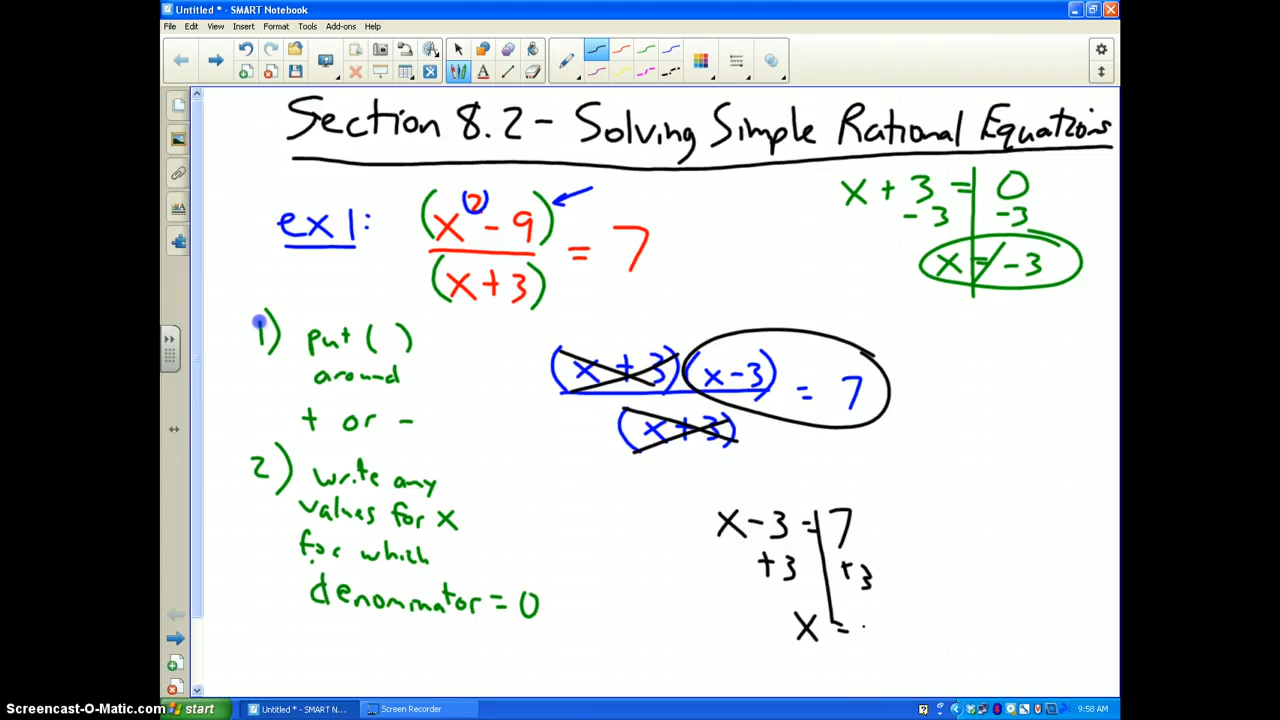 Untitled * - SMART Notebook
File Edit View Insert Format Tools Add-ons Help
Section 8.2 - Solving Simple Rational Equations
ex 1: (x² - 9) / (x + 3) = 7
x + 3 = 0
- 3 - 3
x ≠ - 3
1) put ( )
around
+ or -
(x + 3)(x - 3) / (x + 3) = 7
2) write any
values for x
for which
denominator = 0
x - 3 = 7
+ 3 + 3
x =
Screencast-O-Matic.com
start
Untitled * - SMART N...
Screen Recorder
9:58 AM